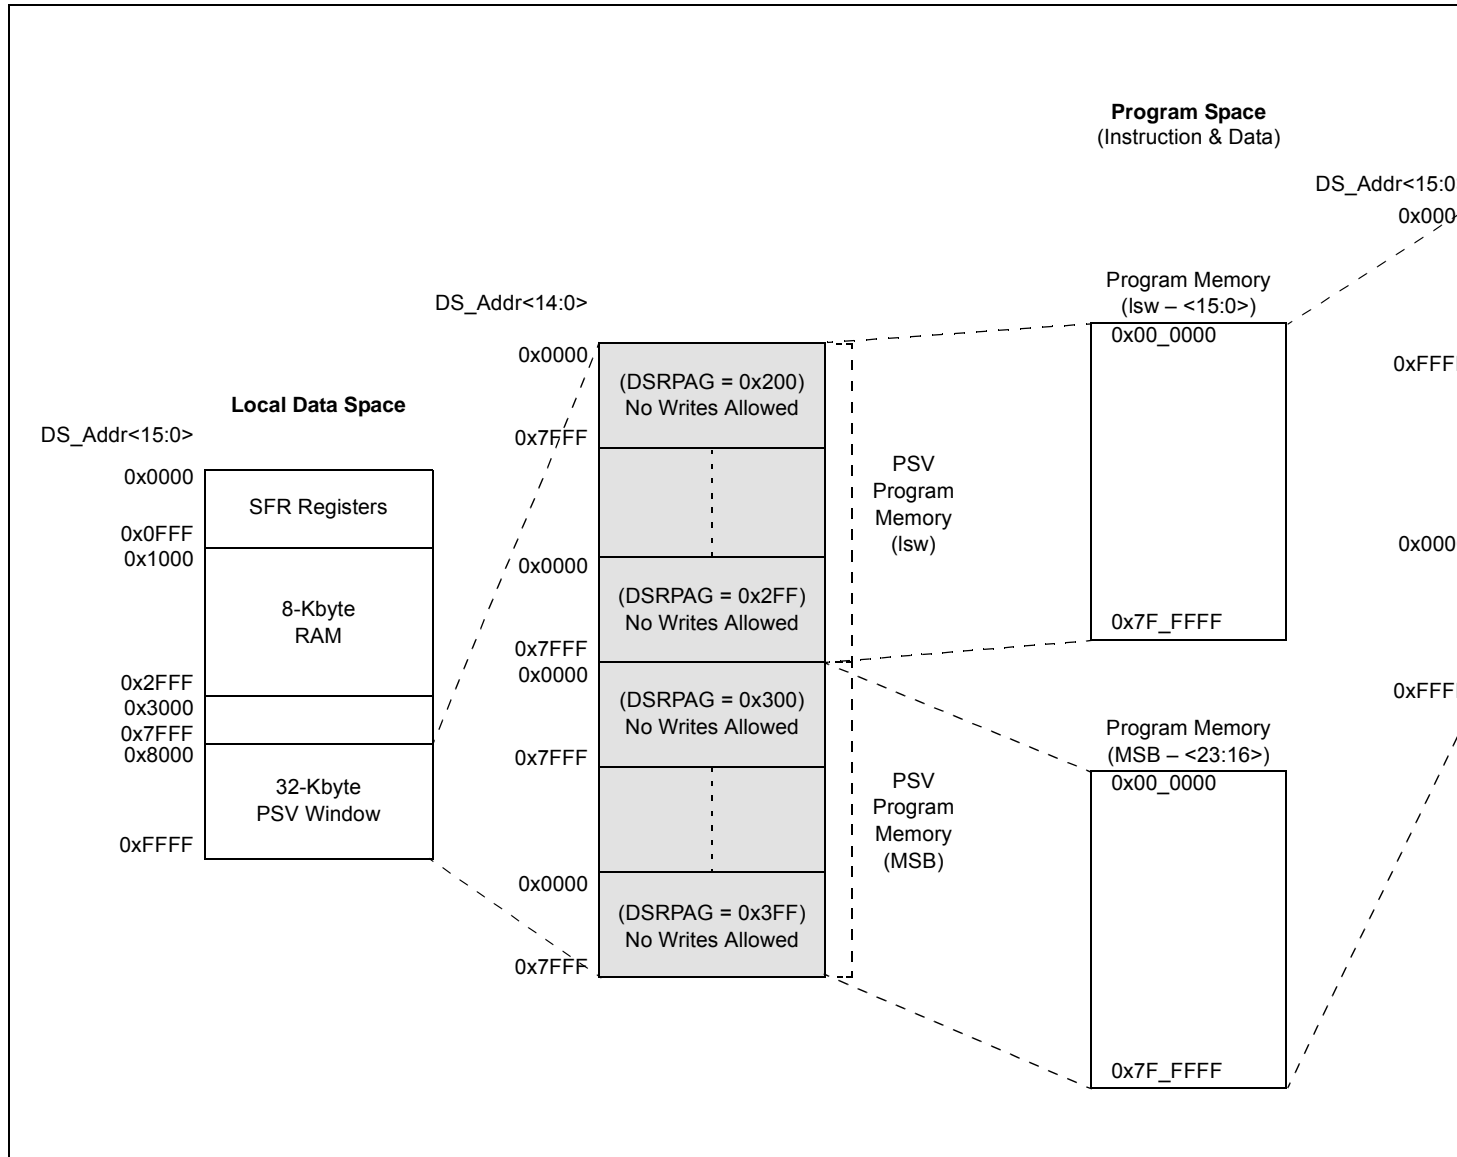 Program Space
(Instruction & Data)
DS_Addr<15:0
0x000
Program Memory
(lsw – <15:0>)
0x00_0000
0x7F_FFFF
0xFFF
0x000
0xFFF
DS_Addr<14:0>
0x0000
(DSRPAG = 0x200)
No Writes Allowed
0x7FFF
0x0000
(DSRPAG = 0x2FF)
No Writes Allowed
0x7FFF
0x0000
(DSRPAG = 0x300)
No Writes Allowed
0x7FFF
0x0000
(DSRPAG = 0x3FF)
No Writes Allowed
0x7FFF
PSV
Program
Memory
(lsw)
PSV
Program
Memory
(MSB)
Local Data Space
DS_Addr<15:0>
0x0000
SFR Registers
0x0FFF
0x1000
8-Kbyte
RAM
0x2FFF
0x3000
0x7FFF
0x8000
32-Kbyte
PSV Window
0xFFFF
Program Memory
(MSB – <23:16>)
0x00_0000
0x7F_FFFF